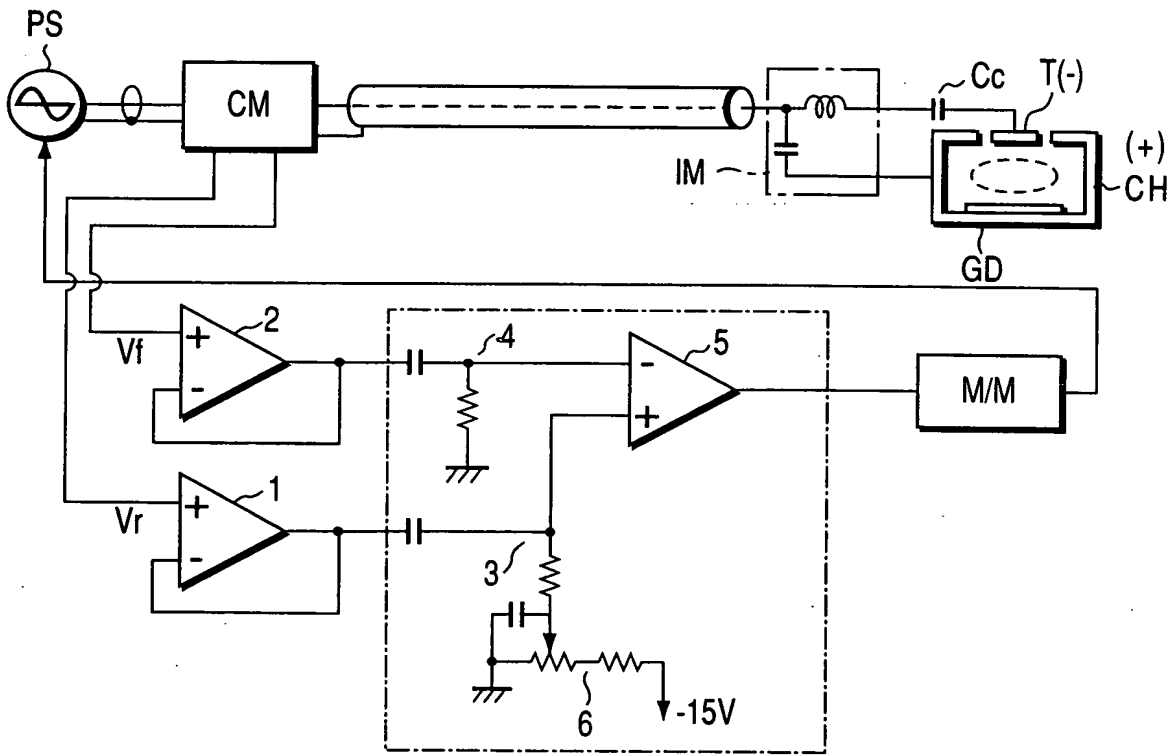 PS
CM
Cc
T(-)
(+)
CH
IM
GD
Vf
+
-
2
4
-
+
5
M/M
Vr
+
-
1
3
6
-15V